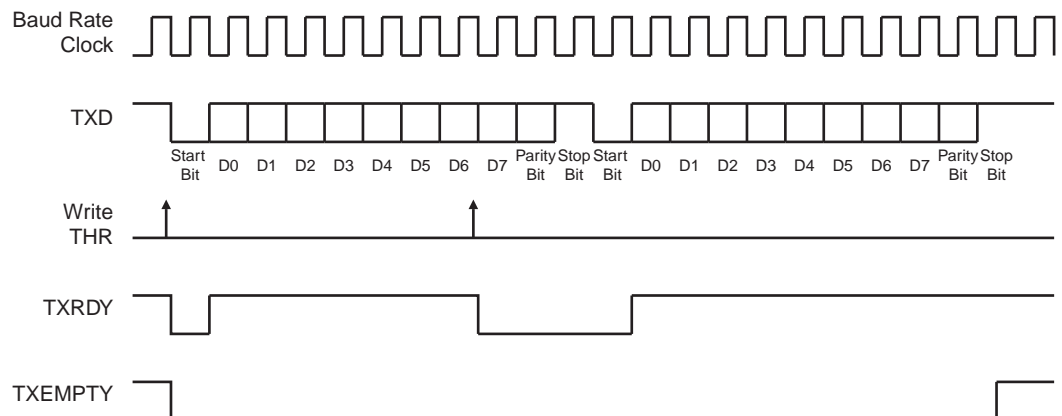 Baud Rate
Clock
TXD
Start
Bit
D0
D1
D2
D3
D4
D5
D6
D7
Parity
Bit
Stop
Bit
Start
Bit
D0
D1
D2
D3
D4
D5
D6
D7
Parity
Bit
Stop
Bit
Write
THR
TXRDY
TXEMPTY